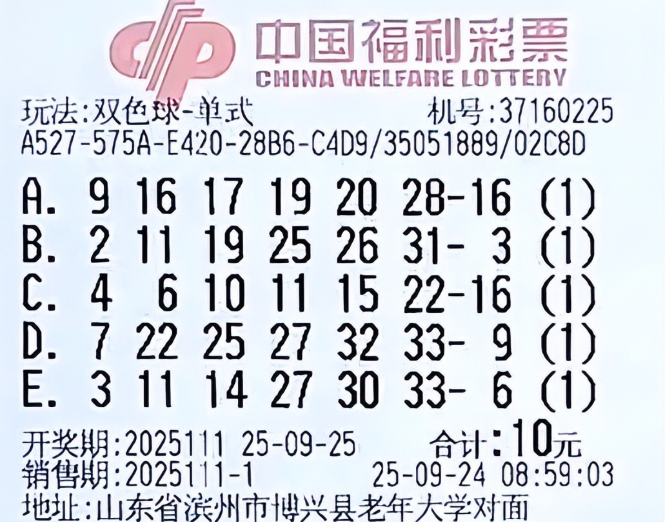 中国福利彩票
CHINA WELFARE LOTTERY
玩法:双色球-单式 机号:37160225
A527-575A-E420-28B6-C4D9/35051889/02C8D
A. 9 16 17 19 20 28-16 (1)
B. 2 11 19 25 26 31- 3 (1)
C. 4 6 10 11 15 22-16 (1)
D. 7 22 25 27 32 33- 9 (1)
E. 3 11 14 27 30 33- 6 (1)
开奖期:2025111 25-09-25 合计:10元
销售期:2025111-1 25-09-24 08:59:03
地址:山东省滨州市博兴县老年大学对面